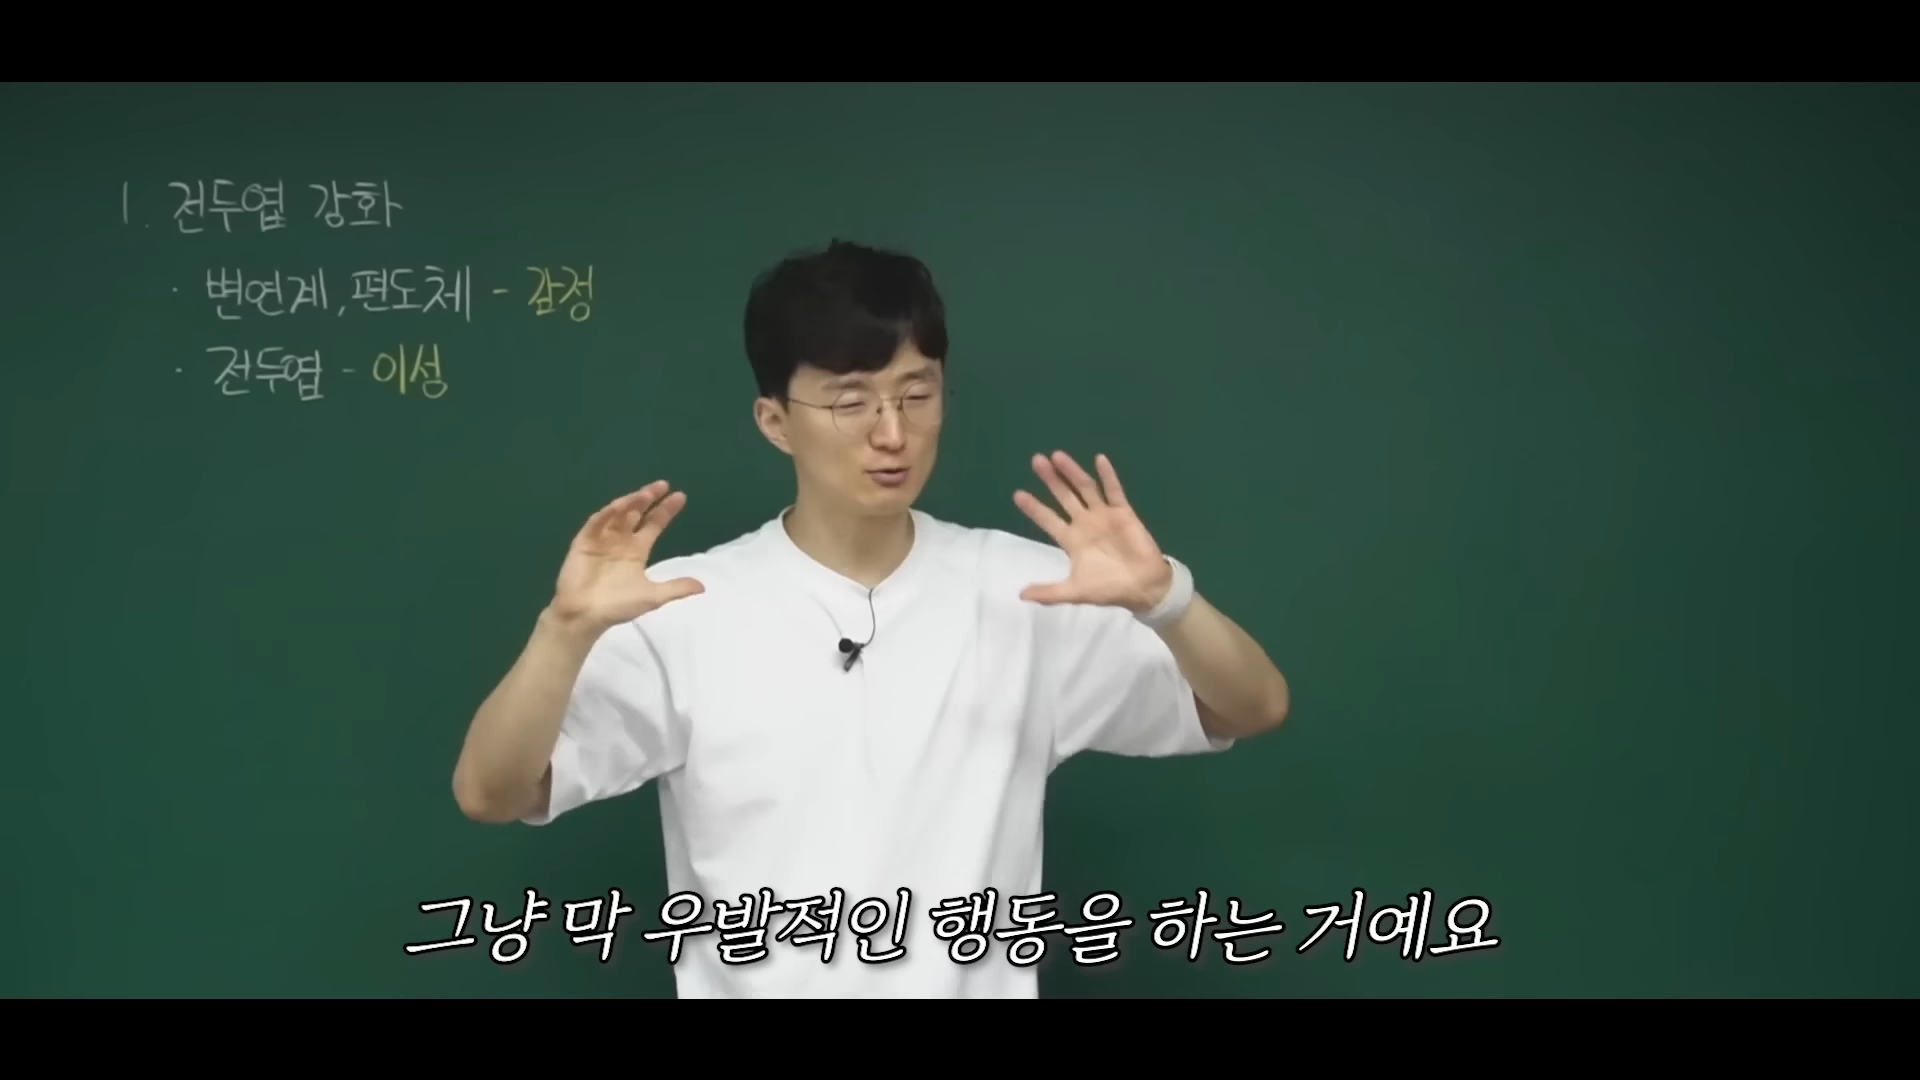 1. 전두엽 강화
· 변연계, 편도체 - 감정
· 전두엽 - 이성
그냥 막 우발적인 행동을 하는 거예요